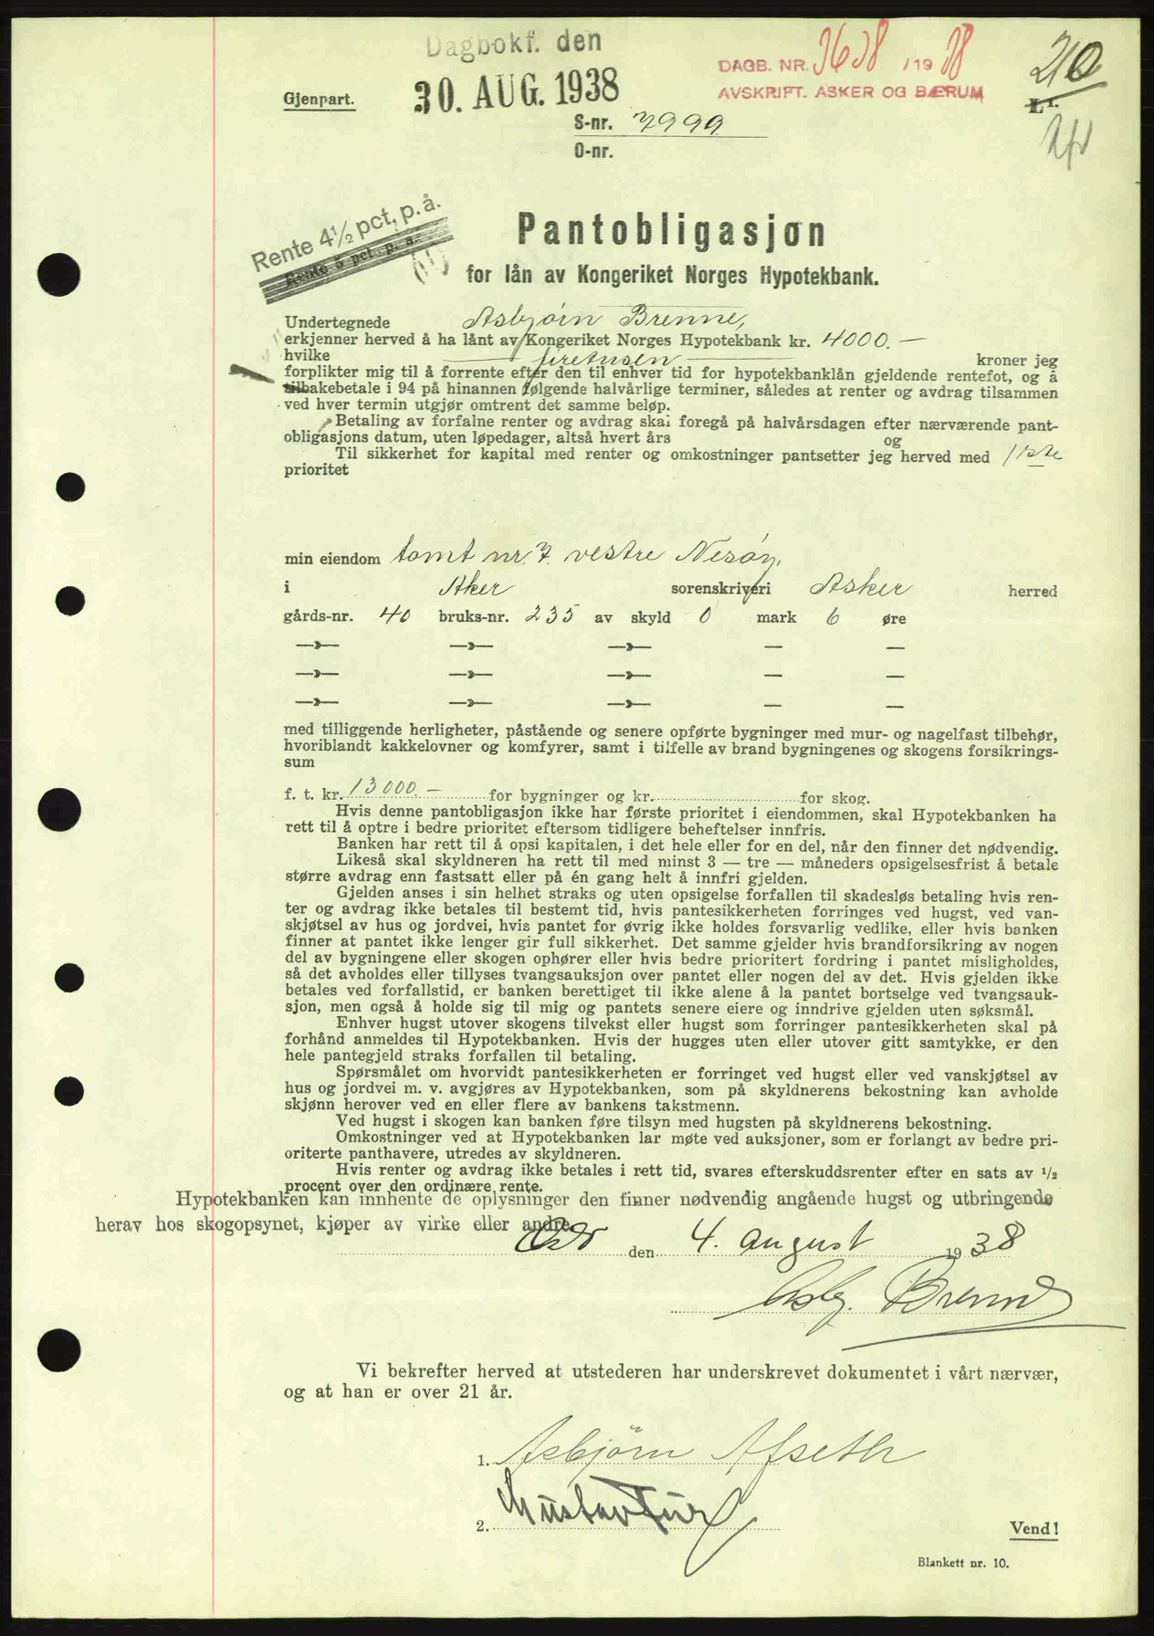 Dagbokf. den
30. AUG. 1938
DAGB. NR. 3638 /1938
AVSKRIFT. ASKER OG BÆRUM
210
L. r.
Gjenpart.
S-nr. 7999.
O-nr.
Rente 4½ pct. p. å.
Rente 5 pct. p. a.
Pantobligasjon
for lån av Kongeriket Norges Hypotekbank.
Undertegnede Asbjørn Brenne,
erkjenner herved å ha lånt av Kongeriket Norges Hypotekbank kr. 4000.—
hvilke firetusen kroner jeg
forplikter mig til å forrente efter den til enhver tid for hypotekbanklån gjeldende rentefot, og å
tilbakebetale i 94 på hinannen følgende halvårlige terminer, således at renter og avdrag tilsammen
ved hver termin utgjør omtrent det samme beløp.
Betaling av forfalne renter og avdrag skal foregå på halvårsdagen efter nærværende pant-
obligasjons datum, uten løpedager, altså hvert års og
Til sikkerhet for kapital med renter og omkostninger pantsetter jeg herved med 1ste
prioritet
min eiendom tomt nr. 7. vestre Nesøy,
i Aker sorenskriveri Asker herred
gårds-nr. 40 bruks-nr. 235 av skyld 0 mark 6 øre
—»— —»— —»— — —
—»— —»— —»— — —
—»— —»— —»— — —
med tilliggende herligheter, påstående og senere opførte bygninger med mur- og nagelfast tilbehør,
hvoriblandt kakkelovner og komfyrer, samt i tilfelle av brand bygningenes og skogens forsikrings-
sum
f. t. kr. 13000.— for bygninger og kr. for skog.
Hvis denne pantobligasjon ikke har første prioritet i eiendommen, skal Hypotekbanken ha
rett til å optre i bedre prioritet eftersom tidligere beheftelser innfris.
Banken har rett til å opsi kapitalen, i det hele eller for en del, når den finner det nødvendig.
Likeså skal skyldneren ha rett til med minst 3 — tre — måneders opsigelsesfrist å betale
større avdrag enn fastsatt eller på én gang helt å innfri gjelden.
Gjelden anses i sin helhet straks og uten opsigelse forfallen til skadesløs betaling hvis ren-
ter og avdrag ikke betales til bestemt tid, hvis pantesikkerheten forringes ved hugst, ved van-
skjøtsel av hus og jordvei, hvis pantet for øvrig ikke holdes forsvarlig vedlike, eller hvis banken
finner at pantet ikke lenger gir full sikkerhet. Det samme gjelder hvis brandforsikring av nogen
del av bygningene eller skogen ophører eller hvis bedre prioritert fordring i pantet misligholdes,
så det avholdes eller tillyses tvangsauksjon over pantet eller nogen del av det. Hvis gjelden ikke
betales ved forfallstid, er banken berettiget til ikke alene å la pantet bortselge ved tvangsauk-
sjon, men også å holde sig til mig og pantets senere eiere og inndrive gjelden uten søksmål.
Enhver hugst utover skogens tilvekst eller hugst som forringer pantesikkerheten skal på
forhånd anmeldes til Hypotekbanken. Hvis der hugges uten eller utover gitt samtykke, er den
hele pantegjeld straks forfallen til betaling.
Spørsmålet om hvorvidt pantesikkerheten er forringet ved hugst eller ved vanskjøtsel av
hus og jordvei m. v. avgjøres av Hypotekbanken, som på skyldnerens bekostning kan avholde
skjønn herover ved en eller flere av bankens takstmenn.
Ved hugst i skogen kan banken føre tilsyn med hugsten på skyldnerens bekostning.
Omkostninger ved at Hypotekbanken lar møte ved auksjoner, som er forlangt av bedre pri-
oriterte panthavere, utredes av skyldneren.
Hvis renter og avdrag ikke betales i rett tid, svares efterskuddsrenter efter en sats av ½
procent over den ordinære rente.
Hypotekbanken kan innhente de oplysninger den finner nødvendig angående hugst og utbringende
herav hos skogopsynet, kjøper av virke eller andre.
den 4. august 1938
Asbj. Brenne
Vi bekrefter herved at utstederen har underskrevet dokumentet i vårt nærvær,
og at han er over 21 år.
1. Asbjörn Afseth
2.
Vend!
Blankett nr. 10.